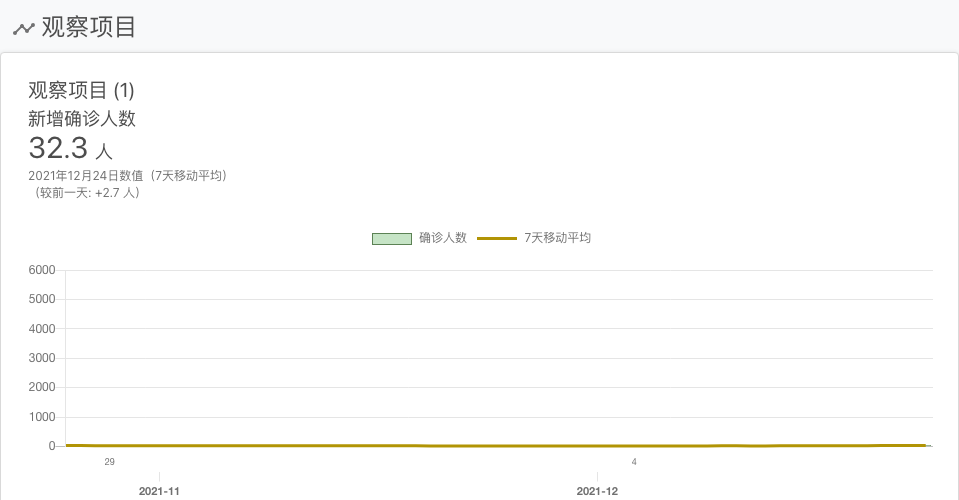 观察项目
观察项目 (1)
新增确诊人数
32.3 人
2021年12月24日数值（7天移动平均）
（较前一天: +2.7 人）
确诊人数 7天移动平均
6000
5000
4000
3000
2000
1000
0
29 4
2021-11 2021-12